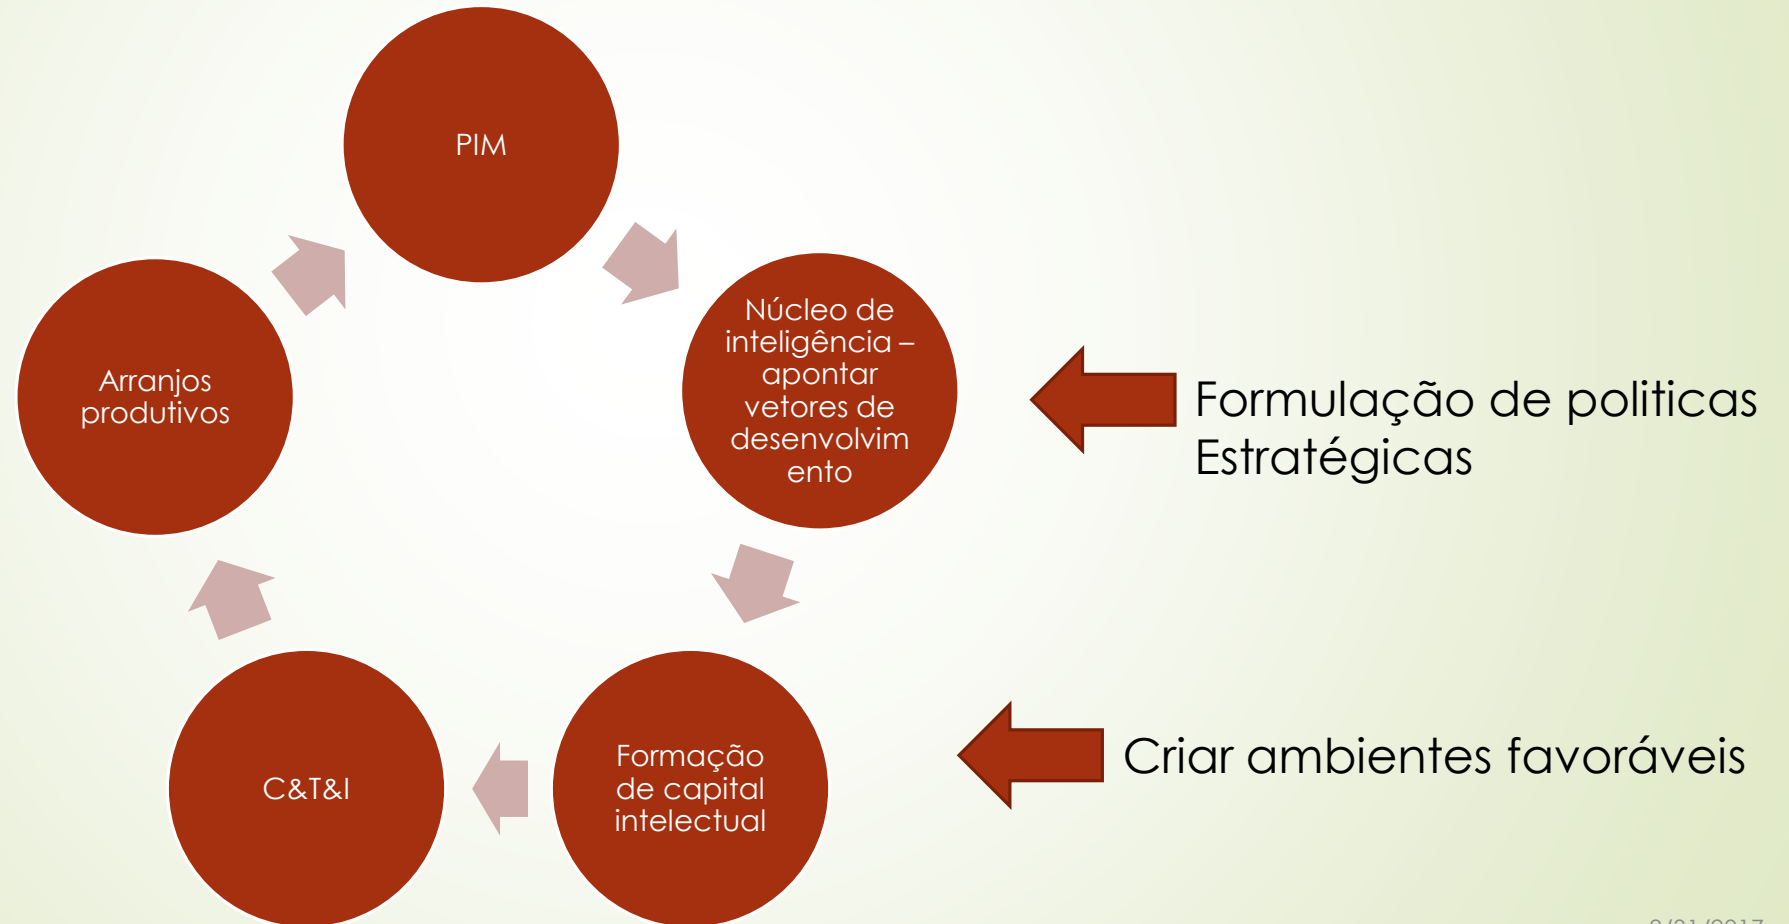 PIM
Núcleo de
inteligência –
apontar
vetores de
desenvolvim
ento
Formulação de politicas
Estratégicas
Arranjos
produtivos
Criar ambientes favoráveis
Formação
de capital
intelectual
C&T&I